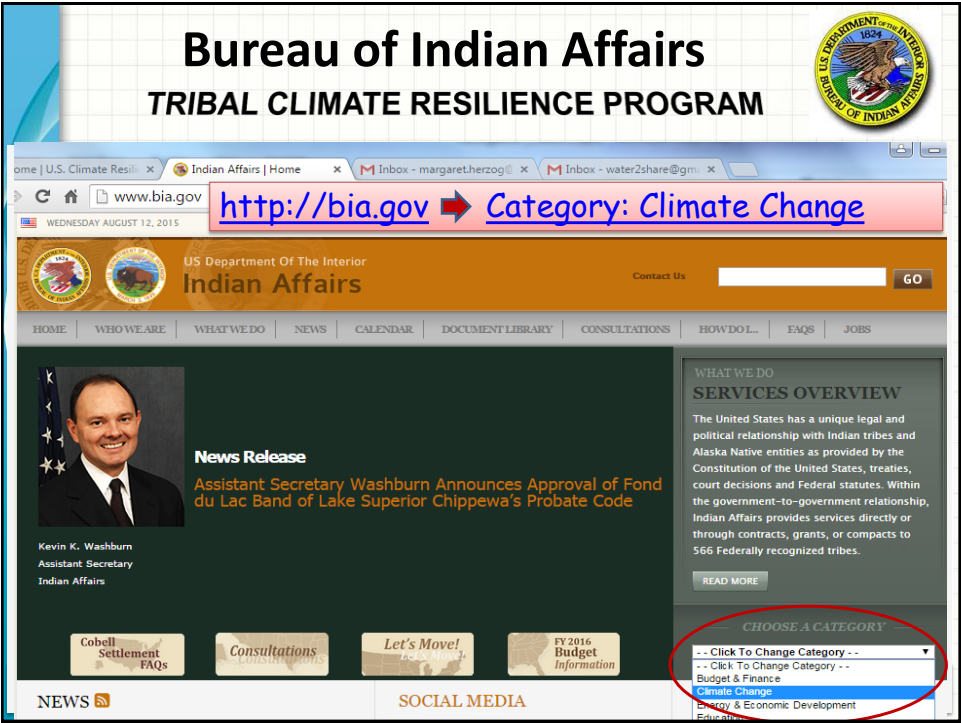 Bureau of Indian Affairs
TRIBAL CLIMATE RESILIENCE PROGRAM
U.S. DEPARTMENT OF THE INTERIOR
1824
BUREAU OF INDIAN AFFAIRS
ome | U.S. Climate Resili
Indian Affairs | Home
Inbox - margaret.herzog@
Inbox - water2share@gm
www.bia.gov
http://bia.gov
Category: Climate Change
WEDNESDAY AUGUST 12, 2015
US Department Of The Interior
Indian Affairs
Contact Us
GO
HOME
WHO WE ARE
WHAT WE DO
NEWS
CALENDAR
DOCUMENT LIBRARY
CONSULTATIONS
HOW DO I...
FAQS
JOBS
News Release
Assistant Secretary Washburn Announces Approval of Fond
du Lac Band of Lake Superior Chippewa's Probate Code
Kevin K. Washburn
Assistant Secretary
Indian Affairs
WHAT WE DO
SERVICES OVERVIEW
The United States has a unique legal and
political relationship with Indian tribes and
Alaska Native entities as provided by the
Constitution of the United States, treaties,
court decisions and Federal statutes. Within
the government-to-government relationship,
Indian Affairs provides services directly or
through contracts, grants, or compacts to
566 Federally recognized tribes.
READ MORE
Cobell
Settlement
FAQs
Consultations
Let's Move!
FY 2016
Budget
Information
CHOOSE A CATEGORY
- - Click To Change Category - -
- - Click To Change Category - -
Budget & Finance
Climate Change
Energy & Economic Development
Education
NEWS
SOCIAL MEDIA